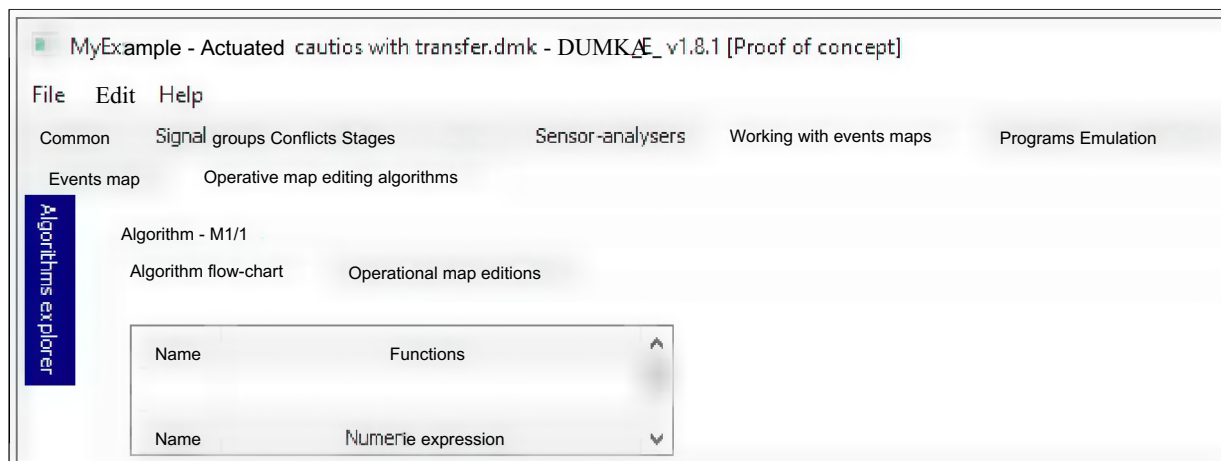 MyExample - Actuated cautios with transfer.dmk - DUMKA_E_ v1.8.1 [Proof of concept]
File Edit Help
Common Signal groups Conflicts Stages Sensor-analysers Working with events maps Programs Emulation
Events map Operative map editing algorithms
Algorithms explorer
Algorithm - M1/1
Algorithm flow-chart Operational map editions
Name Functions
Name Numerie expression